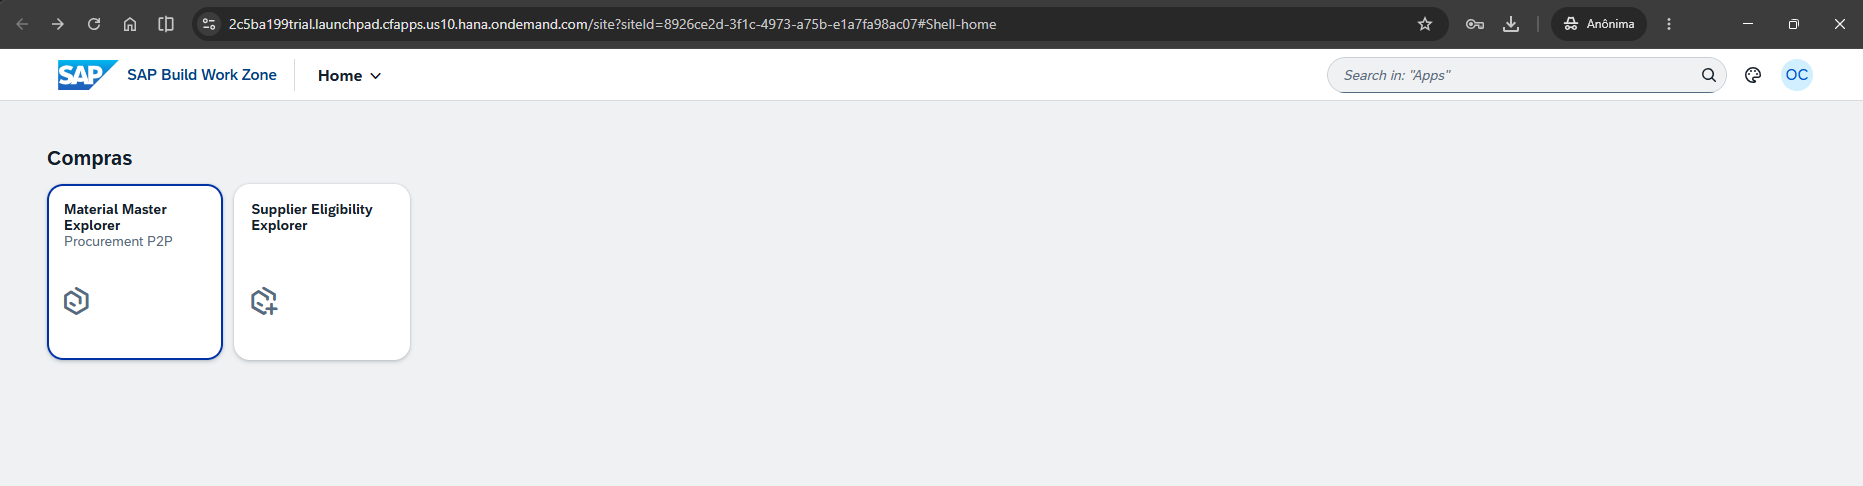 2c5ba199trial.launchpad.cfapps.us10.hana.ondemand.com/site?siteId=8926ce2d-3f1c-4973-a75b-e1a7fa98ac07#Shell-home
Anônima
SAP SAP Build Work Zone Home
Search in: "Apps"
OC
Compras
Material Master
Explorer
Procurement P2P
Supplier Eligibility
Explorer